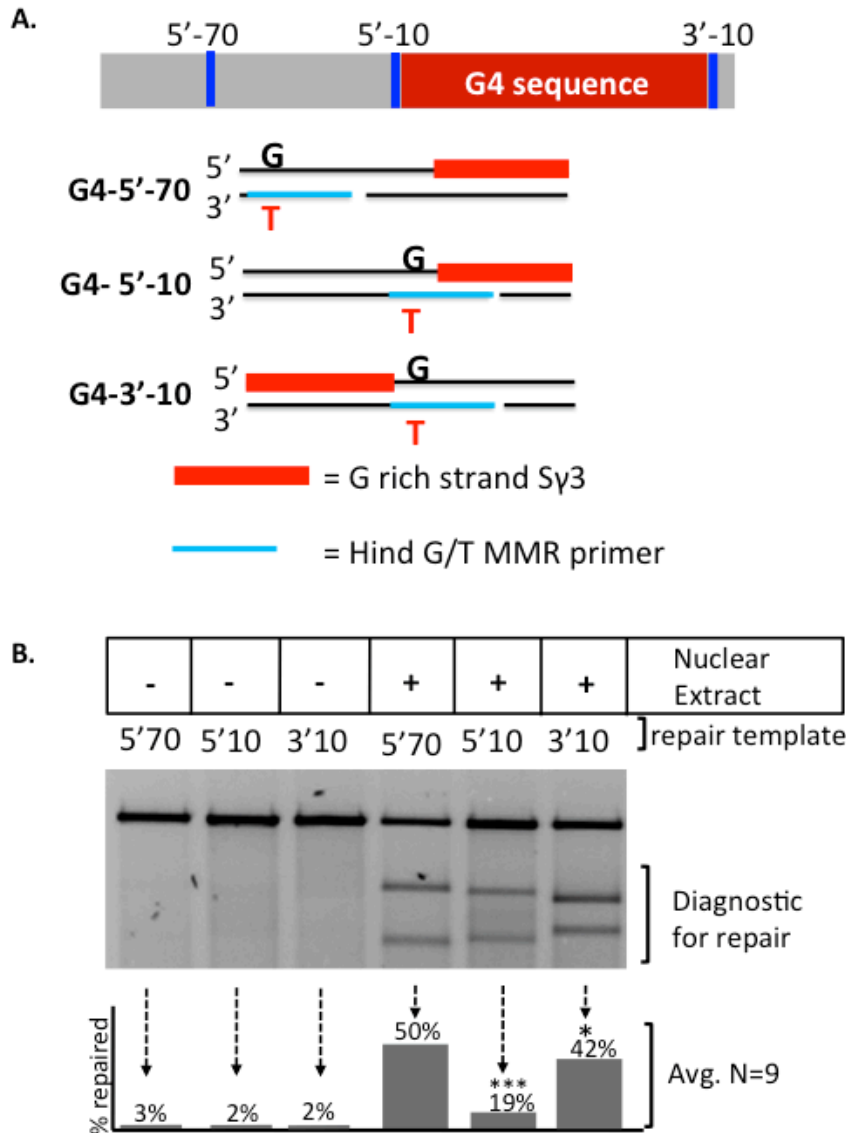 A.
5’-70 5’-10 3’-10
G4 sequence
G
G4-5’-70 5’
3’
T
G
G4- 5’-10 5’
3’
T
G
G4-3’-10 5’
3’
T
= G rich strand Sγ3
= Hind G/T MMR primer
B.
- - - + + + Nuclear
Extract
5’70 5’10 3’10 5’70 5’10 3’10 ]repair template
Diagnostic
for repair
% repaired
3% 2% 2% 50% *** 19% * 42%
Avg. N=9